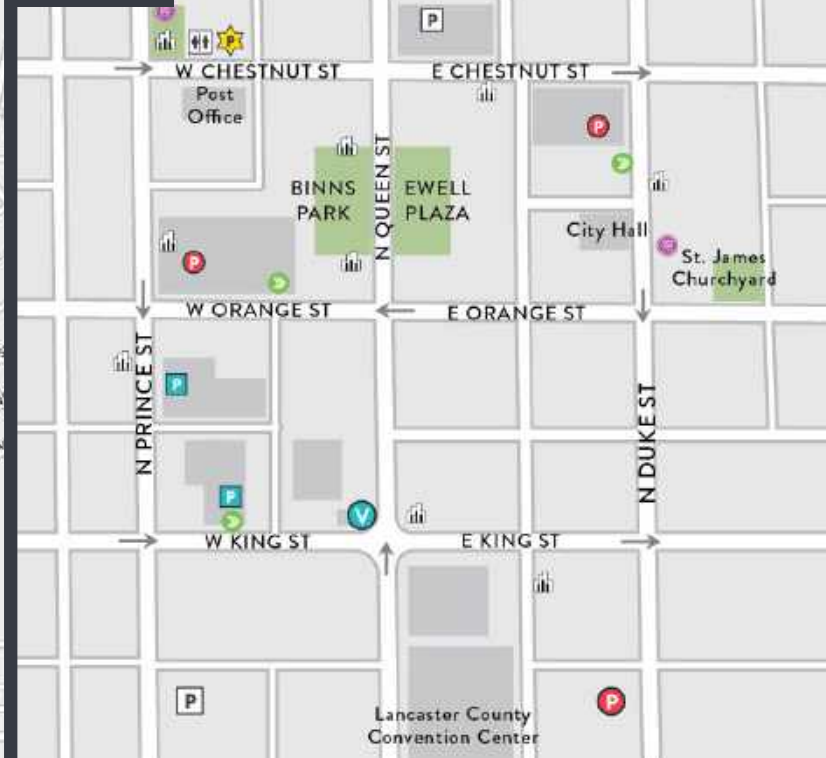 P
P
W CHESTNUT ST
E CHESTNUT ST
Post
Office
P
BINNS
PARK
N QUEEN ST
EWELL
PLAZA
City Hall
P
St. James
Churchyard
W ORANGE ST
E ORANGE ST
N PRINCE ST
P
N DUKE ST
P
V
W KING ST
E KING ST
P
P
Lancaster County
Convention Center